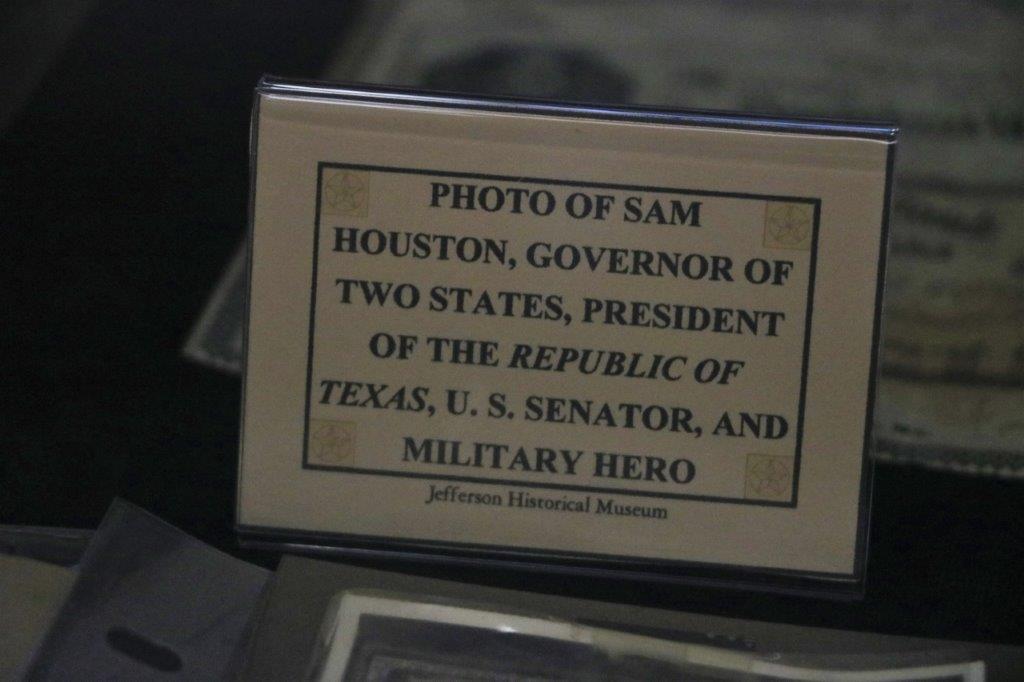 PHOTO OF SAM
HOUSTON, GOVERNOR OF
TWO STATES, PRESIDENT
OF THE REPUBLIC OF
TEXAS, U. S. SENATOR, AND
MILITARY HERO
Jefferson Historical Museum